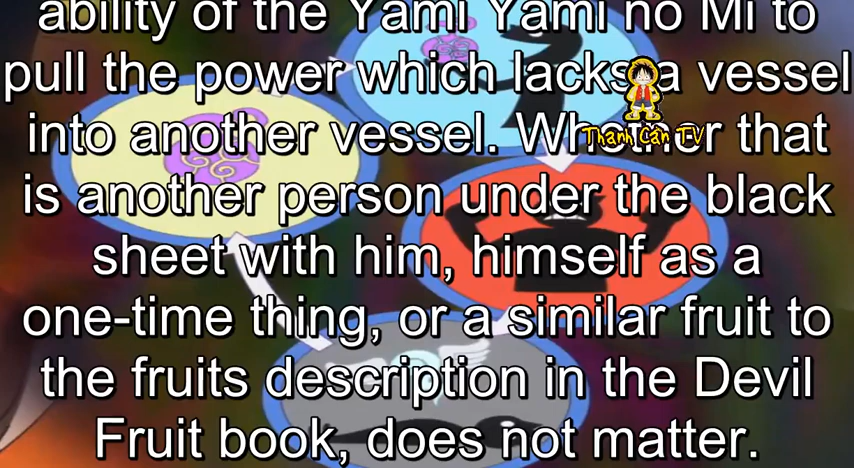 ability of the Yami Yami no Mi to
pull the power which lacks a vessel
into another vessel. Whether that
Thanh Cân TV
is another person under the black
sheet with him, himself as a
one-time thing, or a similar fruit to
the fruits description in the Devil
Fruit book, does not matter.